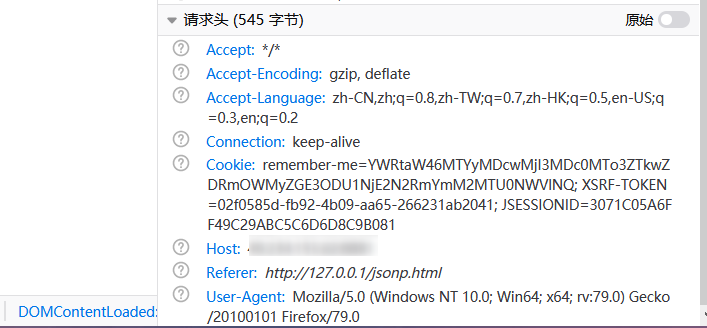 请求头 (545 字节)
原始
Accept: */*
Accept-Encoding: gzip, deflate
Accept-Language: zh-CN,zh;q=0.8,zh-TW;q=0.7,zh-HK;q=0.5,en-US;q
=0.3,en;q=0.2
Connection: keep-alive
Cookie: remember-me=YWRtaW46MTYyMDcwMjI3MDc0MTo3ZTkwZ
DRmOWMyZGE3ODU1NjE2N2RmYmM2MTU0NWVlNQ; XSRF-TOKEN
=02f0585d-fb92-4b09-aa65-266231ab2041; JSESSIONID=3071C05A6F
F49C29ABC5C6D6D8C9B081
Host:
Referer: http://127.0.0.1/jsonp.html
User-Agent: Mozilla/5.0 (Windows NT 10.0; Win64; x64; rv:79.0) Gecko
/20100101 Firefox/79.0
DOMContentLoaded: